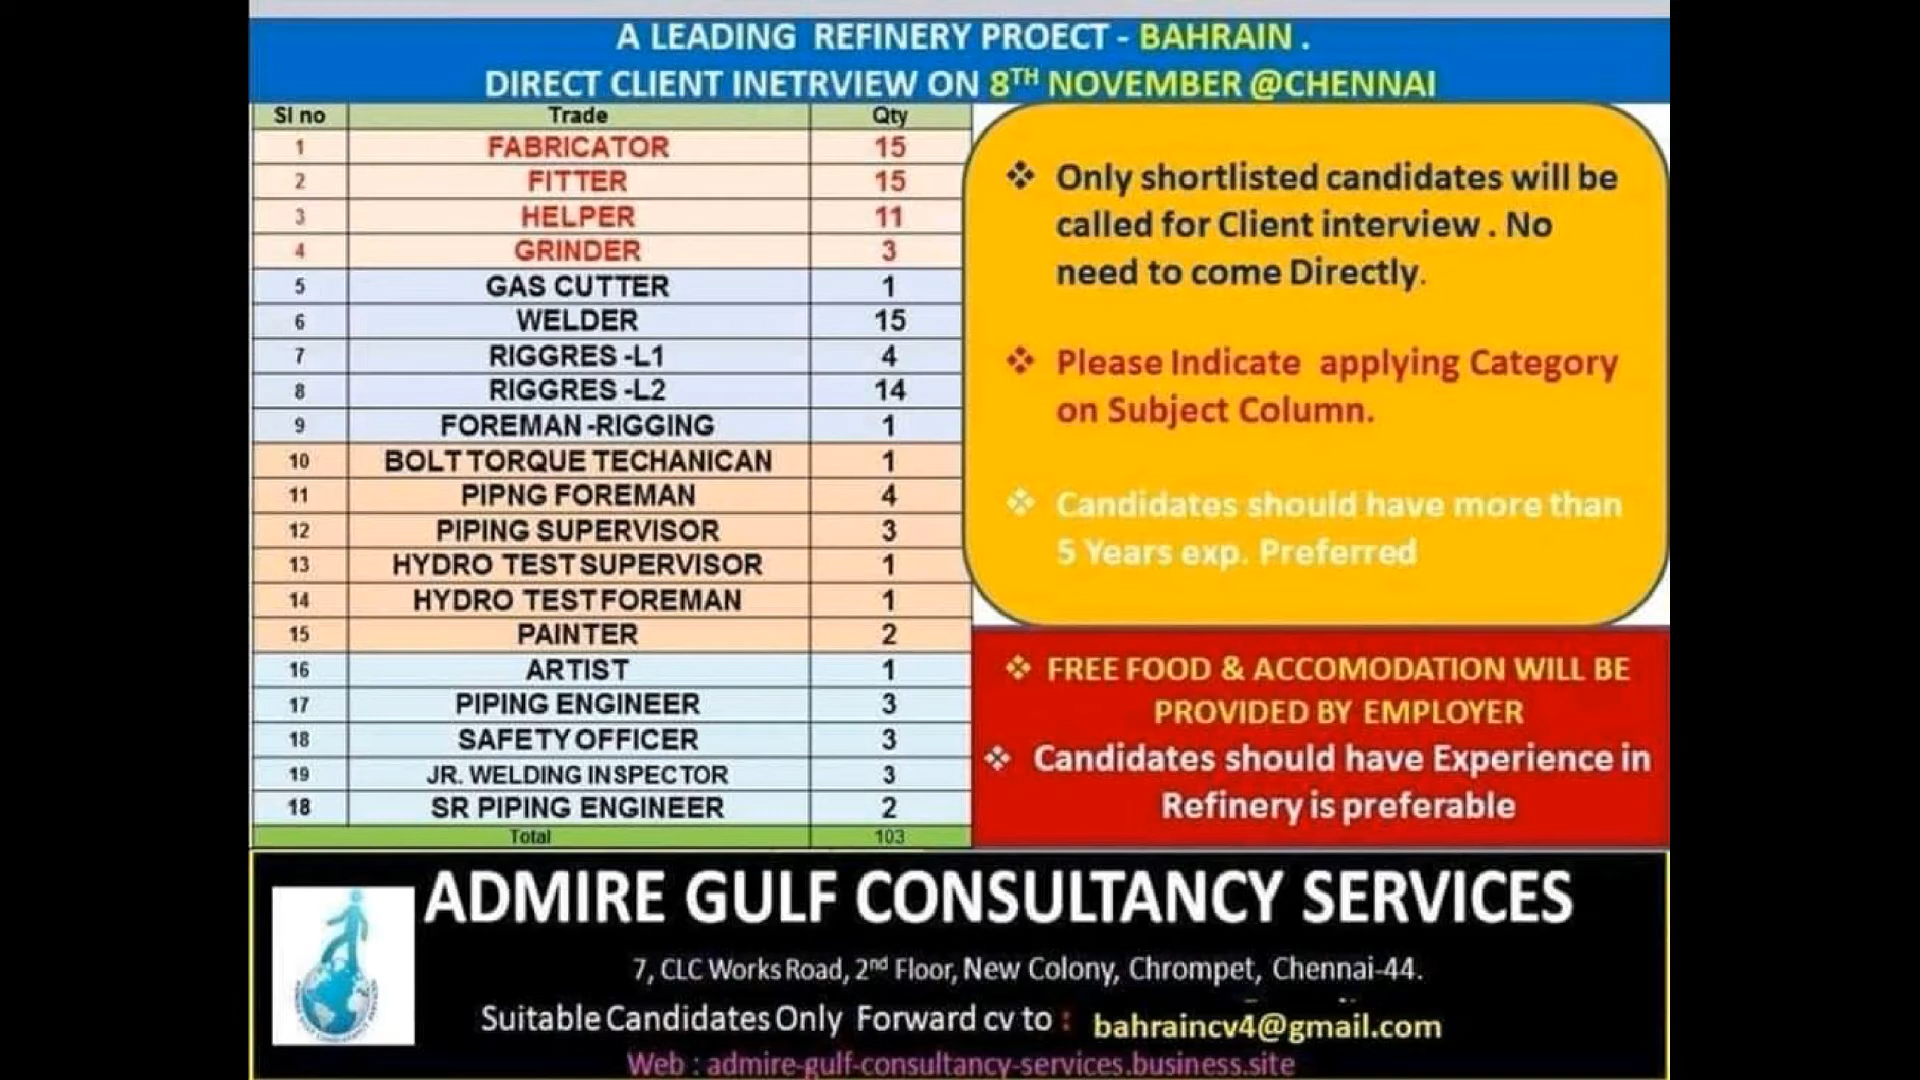 A LEADING REFINERY PROECT - BAHRAIN .
DIRECT CLIENT INETRVIEW ON 8TH NOVEMBER @CHENNAI
Sl no Trade Qty
1 FABRICATOR 15
2 FITTER 15
3 HELPER 11
4 GRINDER 3
5 GAS CUTTER 1
6 WELDER 15
7 RIGGRES -L1 4
8 RIGGRES -L2 14
9 FOREMAN -RIGGING 1
10 BOLT TORQUE TECHANICAN 1
11 PIPNG FOREMAN 4
12 PIPING SUPERVISOR 3
13 HYDRO TEST SUPERVISOR 1
14 HYDRO TEST FOREMAN 1
15 PAINTER 2
16 ARTIST 1
17 PIPING ENGINEER 3
18 SAFETY OFFICER 3
19 JR. WELDING INSPECTOR 3
18 SR PIPING ENGINEER 2
Total 103
❖ Only shortlisted candidates will be
called for Client interview . No
need to come Directly.
❖ Please Indicate applying Category
on Subject Column.
❖ Candidates should have more than
5 Years exp. Preferred
❖ FREE FOOD & ACCOMODATION WILL BE
PROVIDED BY EMPLOYER
❖ Candidates should have Experience in
Refinery is preferable
ADMIRE GULF CONSULTANCY SERVICES
7, CLC Works Road, 2nd Floor, New Colony, Chrompet, Chennai-44.
Suitable Candidates Only Forward cv to : bahraincv4@gmail.com
Web : admire-gulf-consultancy-services.business.site